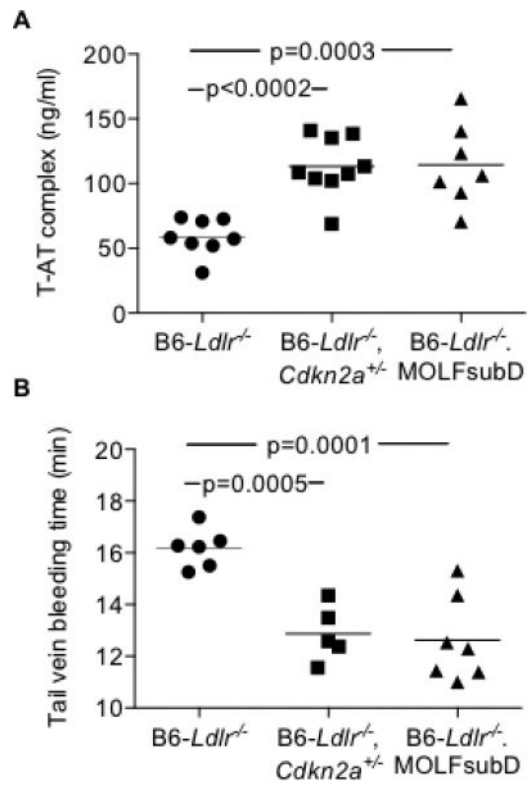 A
T-AT complex (ng/ml)
200
150
100
50
0
p=0.0003
p<0.0002
B6-Ldlr-/-
B6-Ldlr-/-,
Cdkn2a+/-
B6-Ldlr-/-.
MOLFsubD
B
Tail vein bleeding time (min)
20
18
16
14
12
10
p=0.0001
p=0.0005
B6-Ldlr-/-
B6-Ldlr-/-,
Cdkn2a+/-
B6-Ldlr-/-.
MOLFsubD